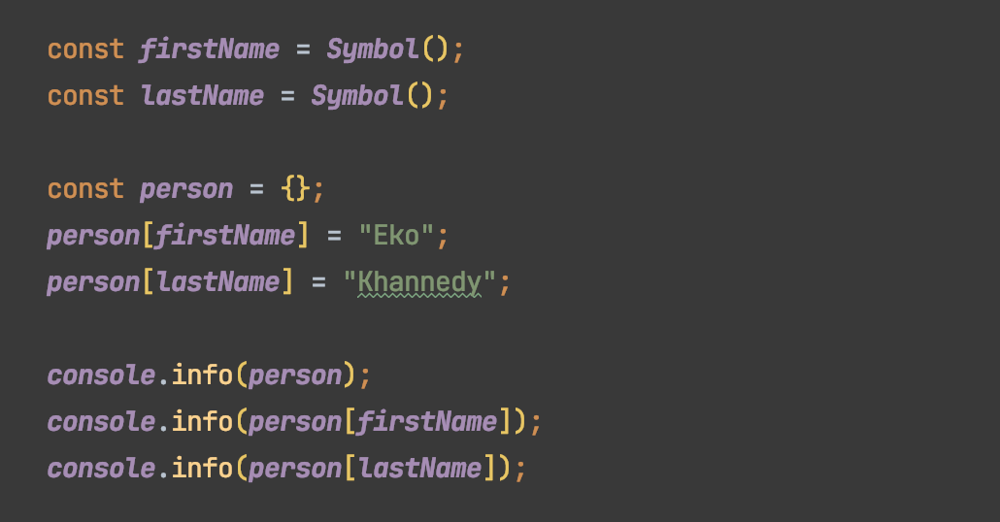 const firstName = Symbol();
const lastName = Symbol();
const person = {};
person[firstName] = "Eko";
person[lastName] = "Khannedy";
console.info(person);
console.info(person[firstName]);
console.info(person[lastName]);